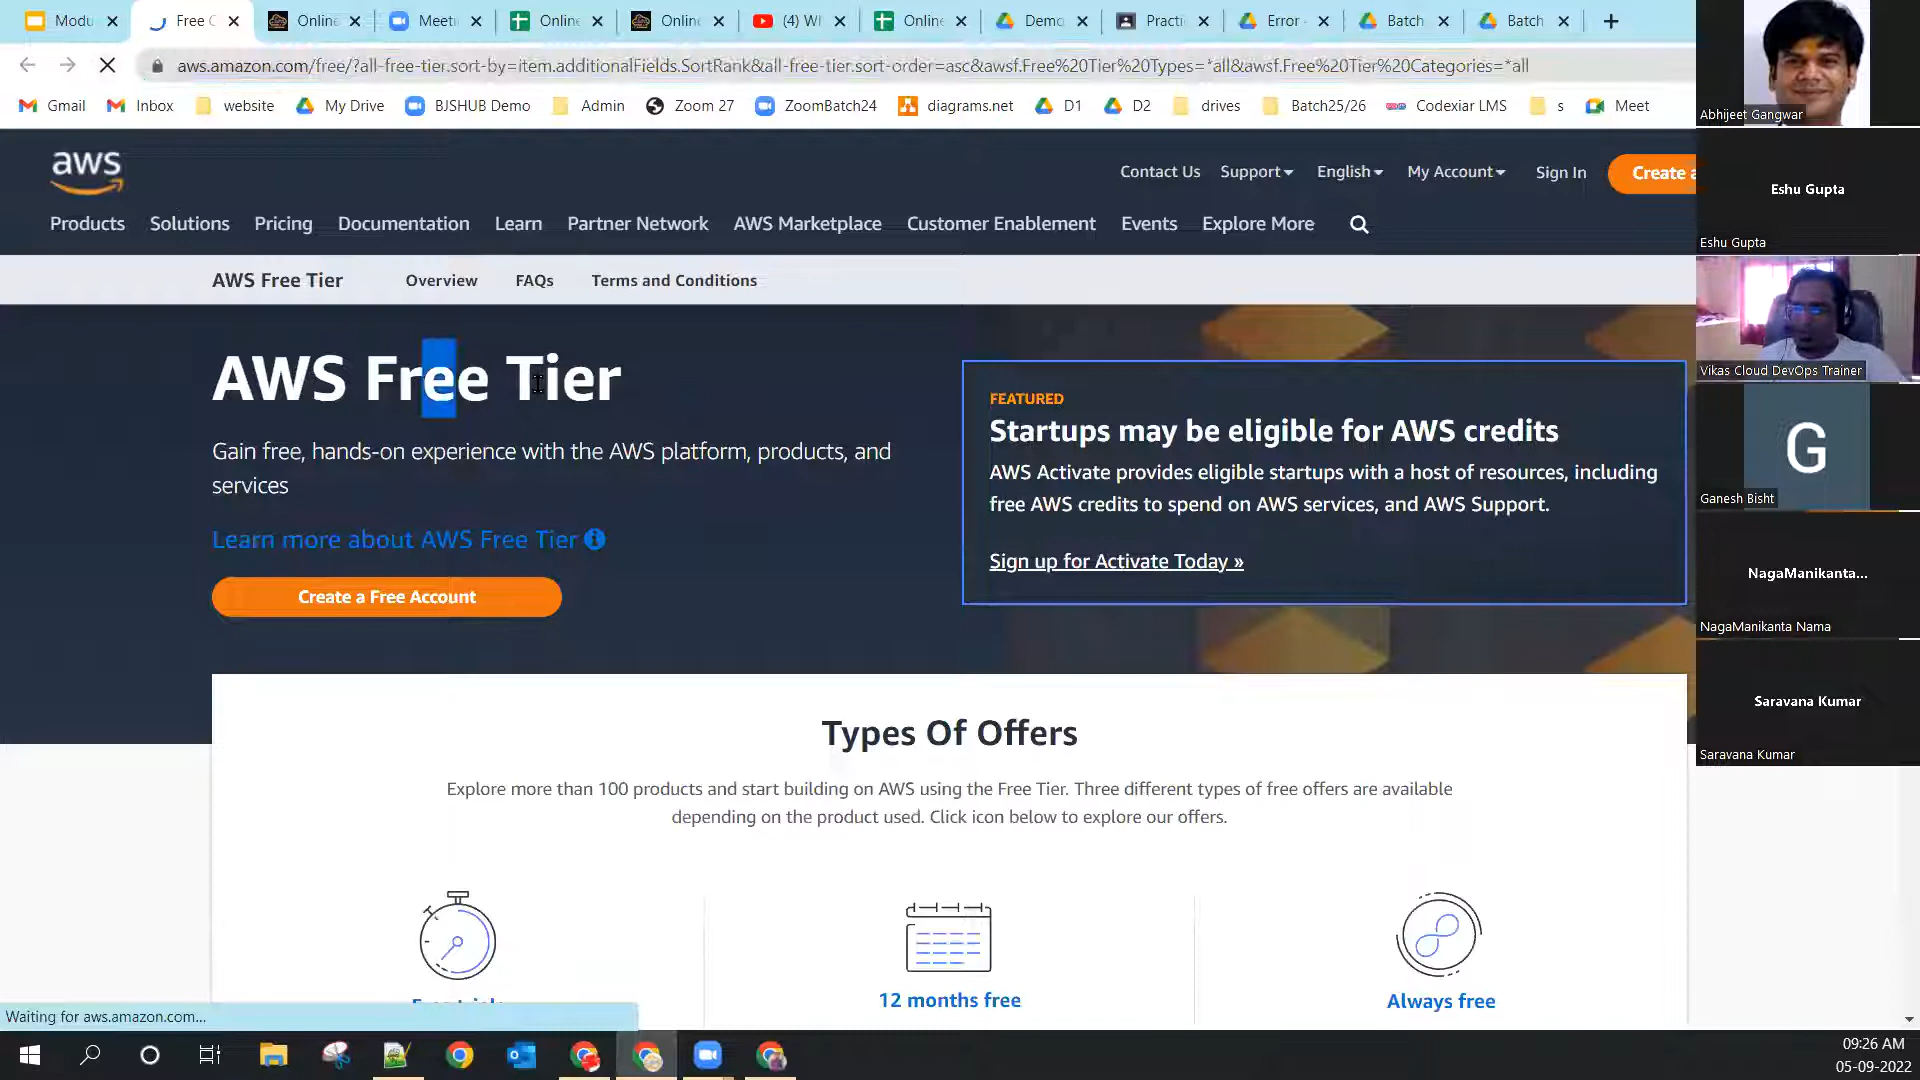 Modu
Free C
Online
Meeti
Online
Online
(4) Wh
Online
Demo
Practi
Error -
Batch
Batch
aws.amazon.com/free/?all-free-tier.sort-by=item.additionalFields.SortRank&all-free-tier.sort-order=asc&awsf.Free%20Tier%20Types=*all&awsf.Free%20Tier%20Categories=*all
Gmail Inbox website My Drive BJSHUB Demo Admin Zoom 27 ZoomBatch24 diagrams.net D1 D2 drives Batch25/26 Codexiar LMS s Meet
aws
Contact Us Support English My Account Sign In Create a
Products Solutions Pricing Documentation Learn Partner Network AWS Marketplace Customer Enablement Events Explore More
AWS Free Tier Overview FAQs Terms and Conditions
AWS Free Tier
Gain free, hands-on experience with the AWS platform, products, and
services
Learn more about AWS Free Tier
Create a Free Account
FEATURED
Startups may be eligible for AWS credits
AWS Activate provides eligible startups with a host of resources, including
free AWS credits to spend on AWS services, and AWS Support.
Sign up for Activate Today »
Types Of Offers
Explore more than 100 products and start building on AWS using the Free Tier. Three different types of free offers are available
depending on the product used. Click icon below to explore our offers.
12 months free
Always free
Waiting for aws.amazon.com...
Abhijeet Gangwar
Eshu Gupta
Eshu Gupta
Vikas Cloud DevOps Trainer
G
Ganesh Bisht
NagaManikanta...
NagaManikanta Nama
Saravana Kumar
Saravana Kumar
09:26 AM
05-09-2022